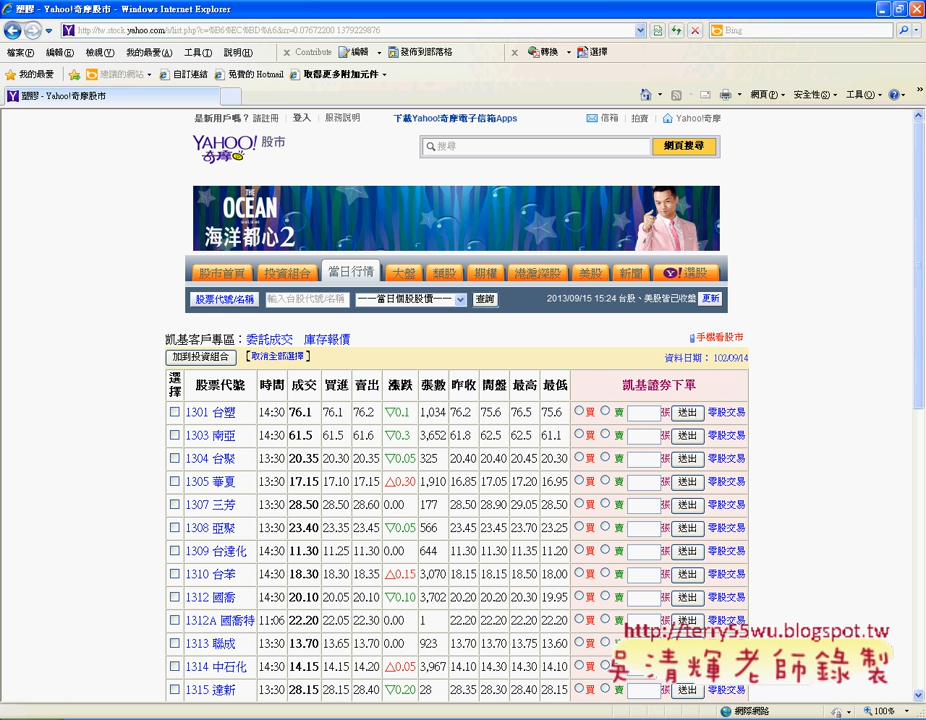 塑膠 - Yahoo!奇摩股市 - Windows Internet Explorer
http://tw.stock.yahoo.com/s/list.php?c=%B6%EC%BD%A6&rr=0.07672200 1379229876
Bing
檔案(F) 編輯(E) 檢視(V) 我的最愛(A) 工具(T) 說明(H) × Contribute 編輯 發佈到部落格 × 轉換 選擇
我的最愛 建議的網站 自訂連結 免費的 Hotmail 取得更多附加元件
塑膠 - Yahoo!奇摩股市 網頁(P) 安全性(S) 工具(O)
是新用戶嗎？ 請註冊 登入 服務說明 下載Yahoo!奇摩電子信箱Apps 信箱 拍賣 Yahoo!奇摩
YAHOO! 奇摩 股市 搜尋 網頁搜尋
THE OCEAN
海洋都心2
股市首頁 投資組合 當日行情 大盤 類股 期權 港滬深股 美股 新聞 Y! 選股
股票代號/名稱 輸入台股代號/名稱 一一當日個股股價一一 查詢 2013/09/15 15:24 台股、美股皆已收盤 更新
凱基客戶專區：委託成交 庫存報價 手機看股市
加到投資組合 【取消全部選擇】 資料日期： 102/09/14
選擇 股票代號 時間 成交 買進 賣出 漲跌 張數 昨收 開盤 最高 最低 凱基證券下單
1301 台塑 14:30 76.1 76.1 76.2 ▽0.1 1,034 76.2 75.6 76.5 75.6 買 賣 張 送出 零股交易
1303 南亞 14:30 61.5 61.5 61.6 ▽0.3 3,652 61.8 62.5 62.5 61.1 買 賣 張 送出 零股交易
1304 台聚 13:30 20.35 20.30 20.35 ▽0.05 325 20.40 20.40 20.45 20.30 買 賣 張 送出 零股交易
1305 華夏 13:30 17.15 17.10 17.15 △0.30 1,910 16.85 17.05 17.20 16.95 買 賣 張 送出 零股交易
1307 三芳 13:30 28.50 28.50 28.60 0.00 177 28.50 28.90 29.05 28.50 買 賣 張 送出 零股交易
1308 亞聚 13:30 23.40 23.35 23.45 ▽0.05 566 23.45 23.45 23.70 23.25 買 賣 張 送出 零股交易
1309 台達化 13:30 11.30 11.25 11.30 0.00 644 11.30 11.30 11.35 11.20 買 賣 張 送出 零股交易
1310 台苯 14:30 18.30 18.30 18.35 △0.15 3,070 18.15 18.15 18.50 18.00 買 賣 張 送出 零股交易
1312 國喬 14:30 20.10 20.05 20.10 ▽0.10 3,702 20.20 20.20 20.30 19.95 買 賣 張 送出 零股交易
1312A 國喬特 11:06 22.20 22.05 22.30 0.00 1 22.20 22.20 22.20 22.20 買 賣 張 送出 零股交易
1313 聯成 13:30 13.70 13.65 13.70 0.00 923 13.70 13.70 13.75 13.60 買
http://terry55wu.blogspot.tw
1314 中石化 14:30 14.15 14.15 14.20 △0.05 3,967 14.10 14.30 14.30 14.10 買
吳清輝老師錄製
1315 達新 13:30 28.15 28.15 28.40 ▽0.20 28 28.35 28.30 28.40 28.15 買 賣 張 送出 零股交易
網際網路 100%